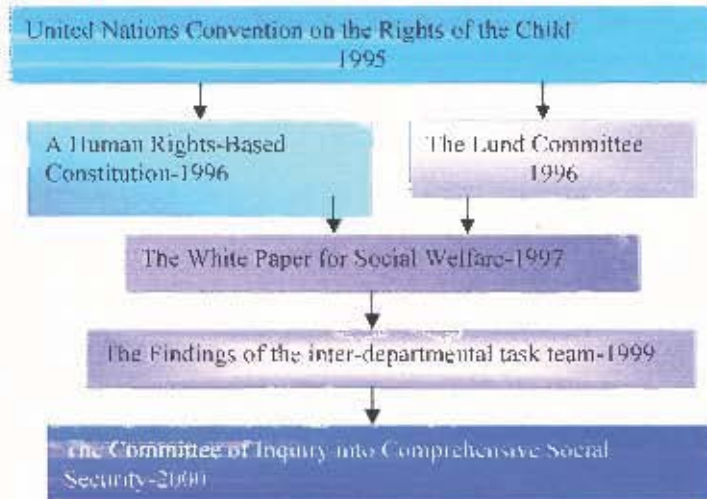 United Nations Convention on the Rights of the Child
1995
A Human Rights-Based
Constitution-1996
The Lund Committee
1996
The White Paper for Social Welfare-1997
The Findings of the inter-departmental task team-1999
The Committee of Inquiry into Comprehensive Social
Security-2000